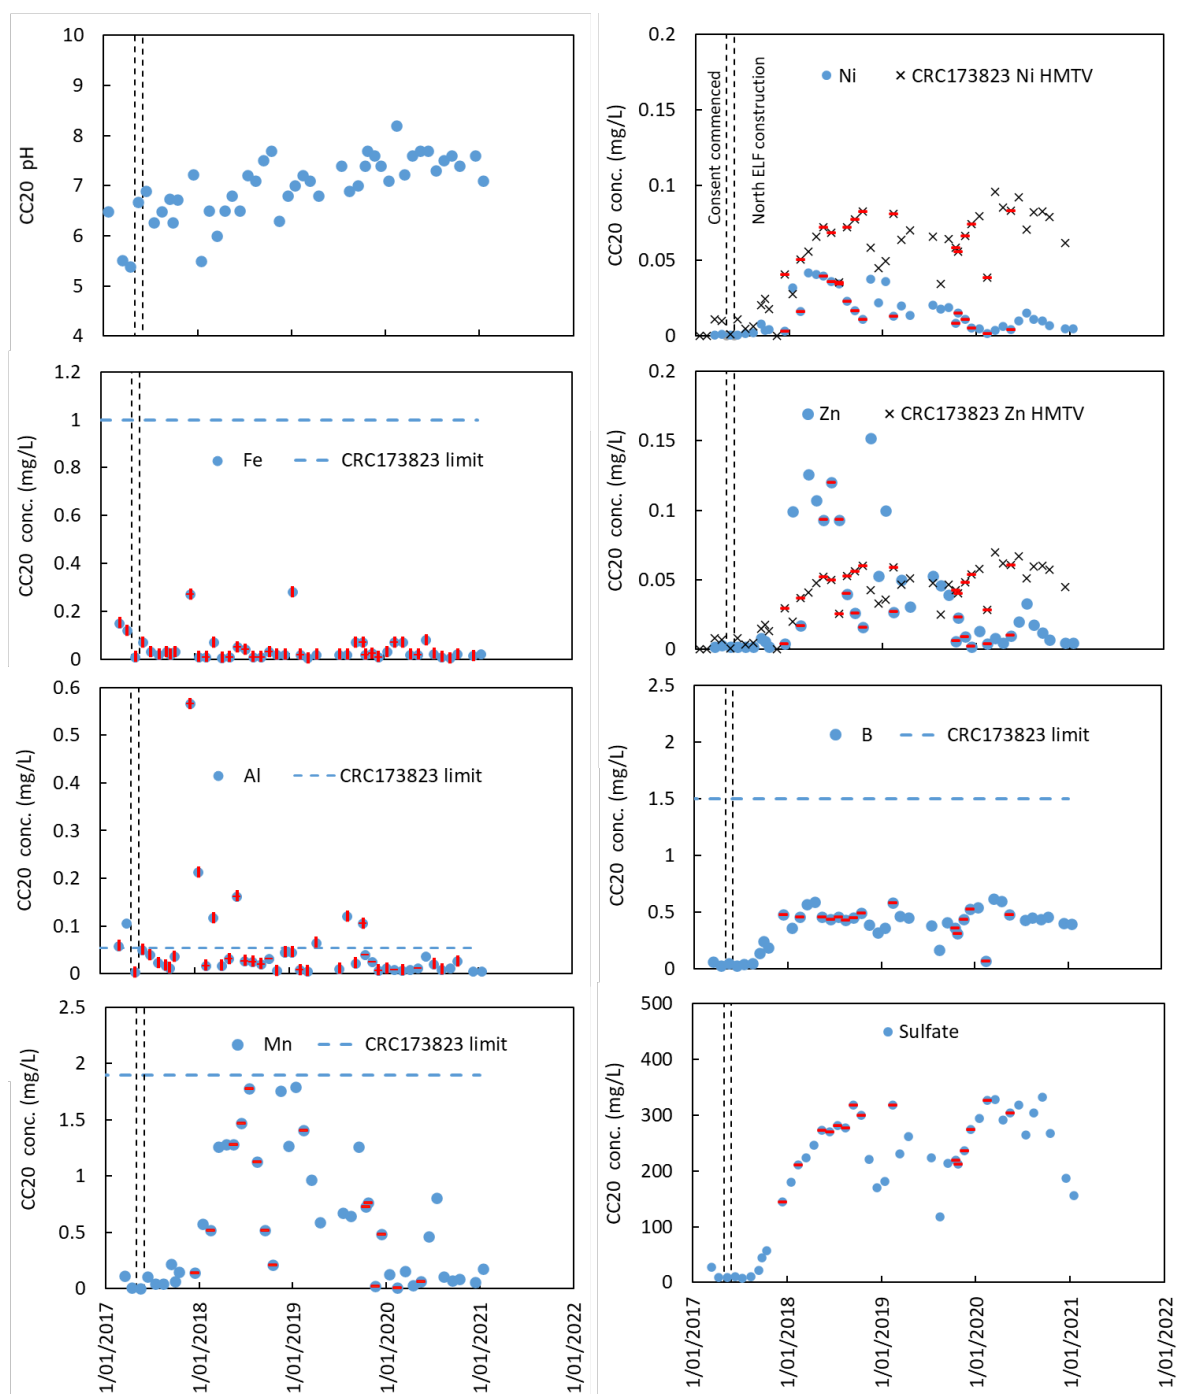 10
9
8
7
6
5
4
CC20 pH
0.2
0.15
0.1
0.05
0
CC20 conc. (mg/L)
Ni
CRC173823 Ni HMTV
Consent commenced
North ELF construction
1.2
1
0.8
0.6
0.4
0.2
0
CC20 conc. (mg/L)
Fe
CRC173823 limit
0.2
0.15
0.1
0.05
0
CC20 conc. (mg/L)
Zn
CRC173823 Zn HMTV
0.6
0.5
0.4
0.3
0.2
0.1
0
CC20 conc. (mg/L)
Al
CRC173823 limit
2.5
2
1.5
1
0.5
0
CC20 conc. (mg/L)
B
CRC173823 limit
2.5
2
1.5
1
0.5
0
CC20 conc. (mg/L)
Mn
CRC173823 limit
1/01/2017
1/01/2018
1/01/2019
1/01/2020
1/01/2021
1/01/2022
500
400
300
200
100
0
CC20 conc. (mg/L)
Sulfate
1/01/2017
1/01/2018
1/01/2019
1/01/2020
1/01/2021
1/01/2022